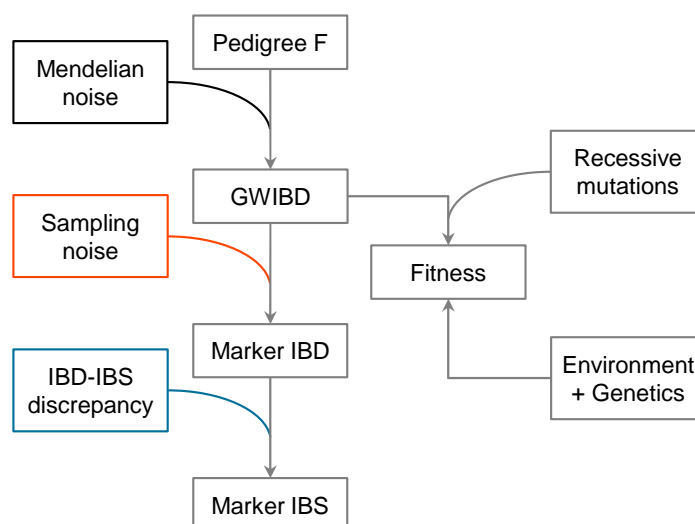 Pedigree F
Mendelian
noise
Recessive
mutations
GWIBD
Sampling
noise
Fitness
Marker IBD
IBD-IBS
discrepancy
Environment
+ Genetics
Marker IBS